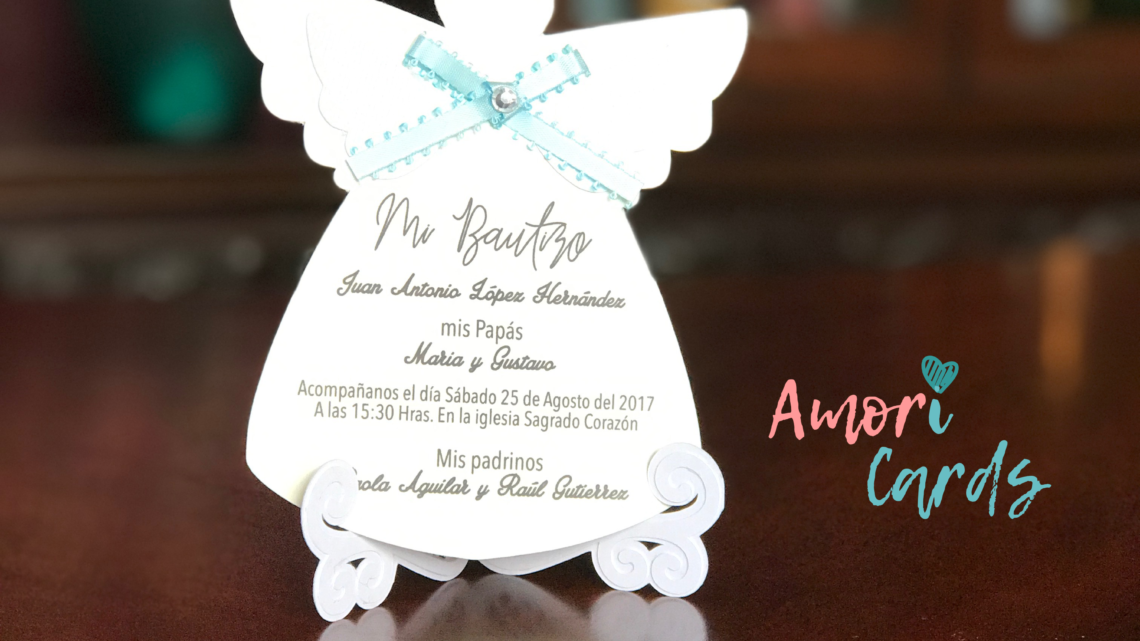 Mi Bautizo
Juan Antonio López Hernández
mis Papás
Maria y Gustavo
Acompañanos el día Sábado 25 de Agosto del 2017
A las 15:30 Hras. En la iglesia Sagrado Corazón
Mis padrinos
Aguilar y Raúl Gutierrez
Amori
Cards